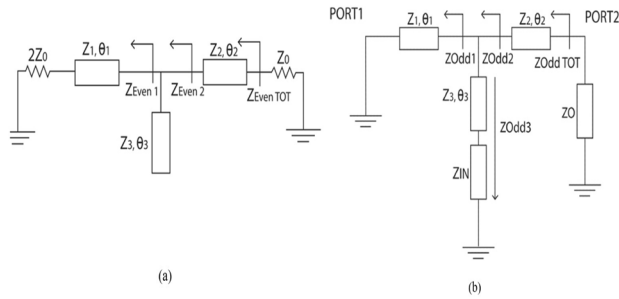 2Z0
Z1, θ1
ZEven 1
ZEven 2
Z2, θ2
Z0
ZEven TOT
Z3, θ3
(a)
PORT1
Z1, θ1
ZOdd1
ZOdd2
Z2, θ2
PORT2
ZOdd TOT
Z3, θ3
ZOdd3
ZO
ZIN
(b)